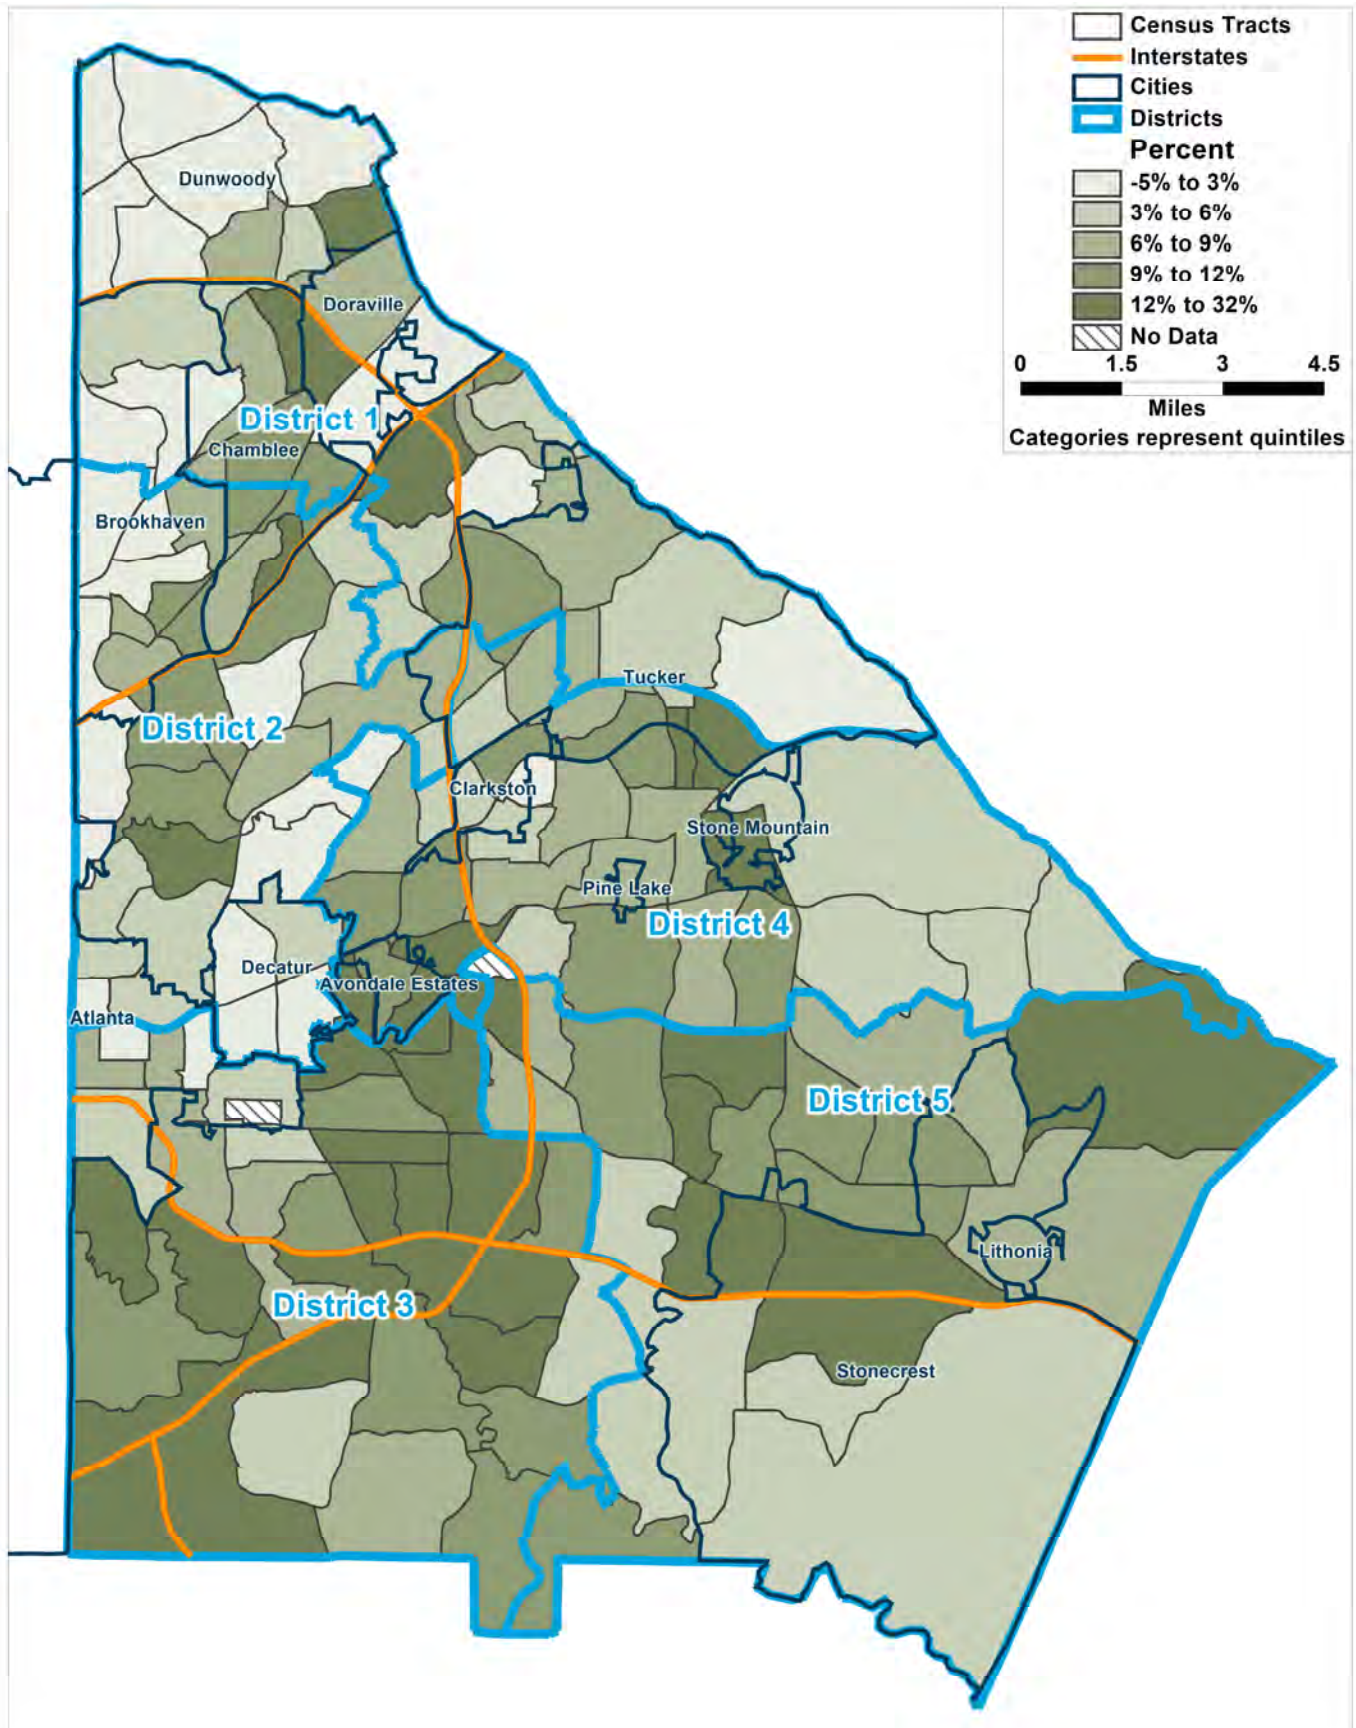 Census Tracts
Interstates
Cities
Districts
Percent
-5% to 3%
3% to 6%
6% to 9%
9% to 12%
12% to 32%
No Data
0 1.5 3 4.5
Miles
Categories represent quintiles
Dunwoody
Doraville
District 1
Chamblee
Brookhaven
Tucker
District 2
Clarkston
Stone Mountain
Pine Lake
District 4
Decatur
Avondale Estates
Atlanta
District 5
Lithonia
District 3
Stonecrest